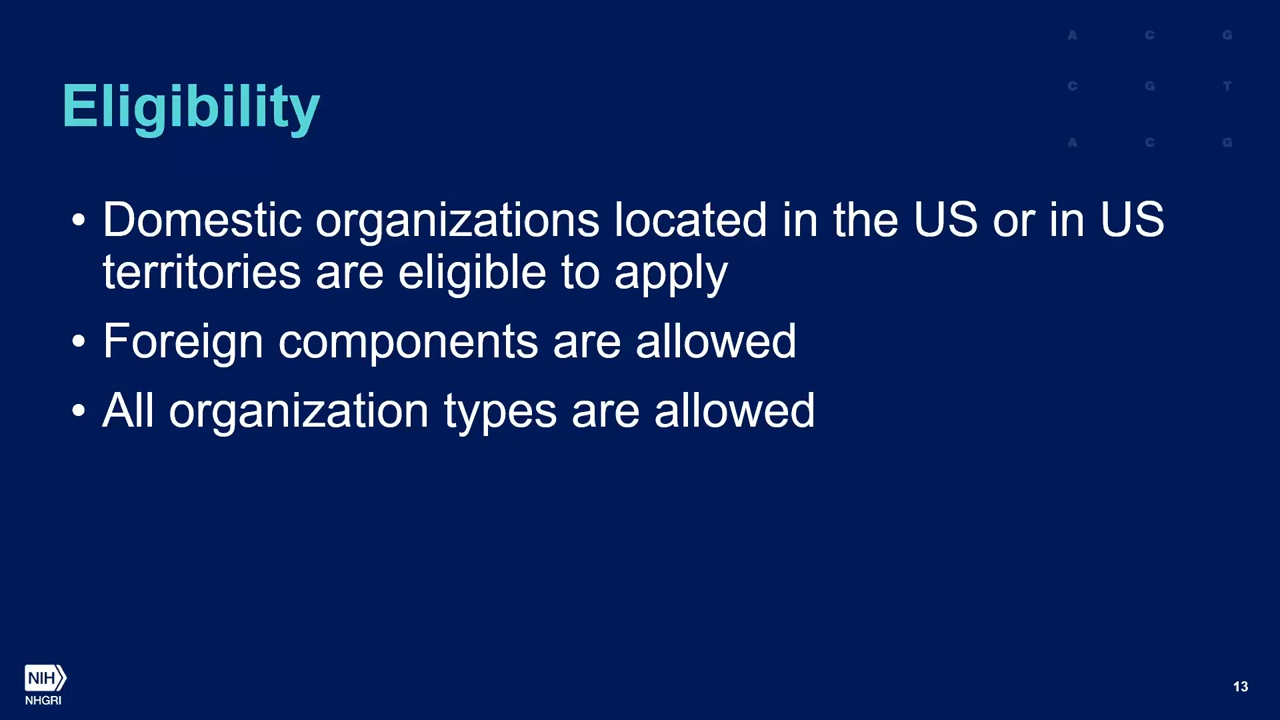 A C G
C G T
A C G
Eligibility
• Domestic organizations located in the US or in US
territories are eligible to apply
• Foreign components are allowed
• All organization types are allowed
NIH
NHGRI
13